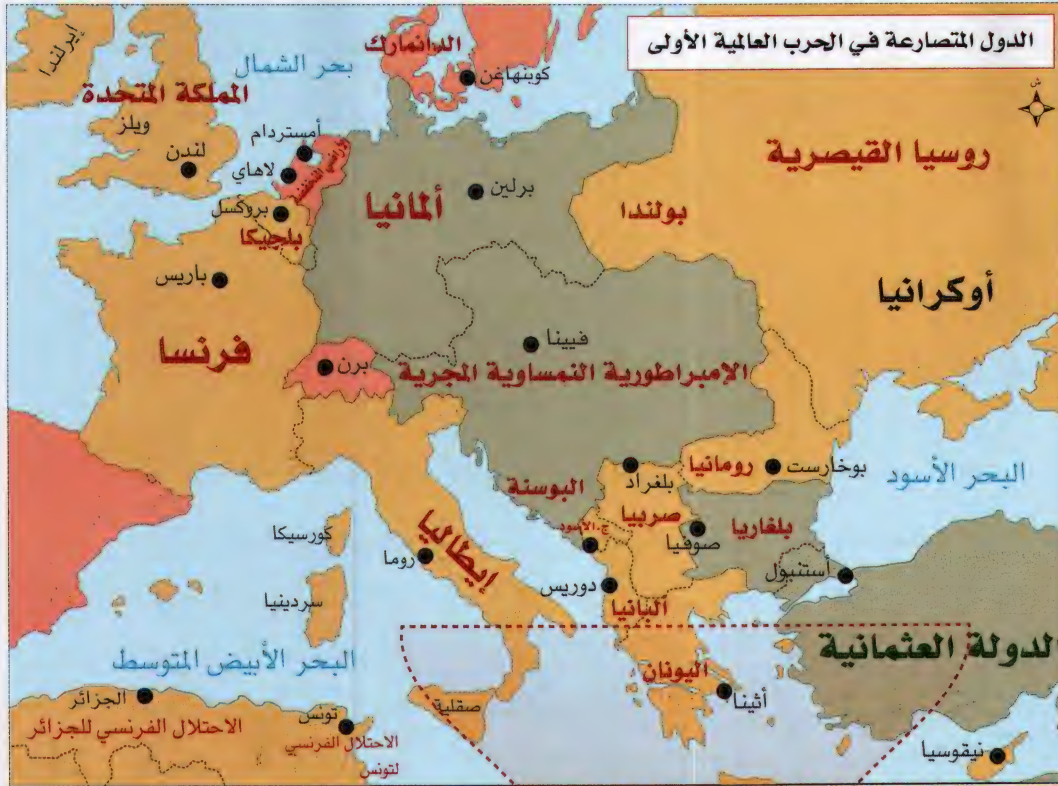 الدول المتصارعة في الحرب العالمية الأولى
ش
إيرلندا
بحر الشمال
الدانمارك
كوبنهاغن
المملكة المتحدة
ويلز
لندن
أمستردام
لاهاي
الأراضي المنخفضة
روسيا القيصرية
برلين
ألمانيا
بولندا
بروكسل
بلجيكا
باريس
أوكرانيا
فرنسا
فيينا
برن
الإمبراطورية النمساوية المجرية
البحر الأسود
بوخارست
رومانيا
بلغراد
البوسنة
صربيا
بلغاريا
صوفيا
ج.الأسود
كورسيكا
إيطاليا
روما
أستنبول
دوريس
ألبانيا
سردينيا
الدولة العثمانية
البحر الأبيض المتوسط
اليونان
أثينا
صقلية
الجزائر
تونس
الاحتلال الفرنسي للجزائر
الاحتلال الفرنسي
لتونس
نيقوسيا